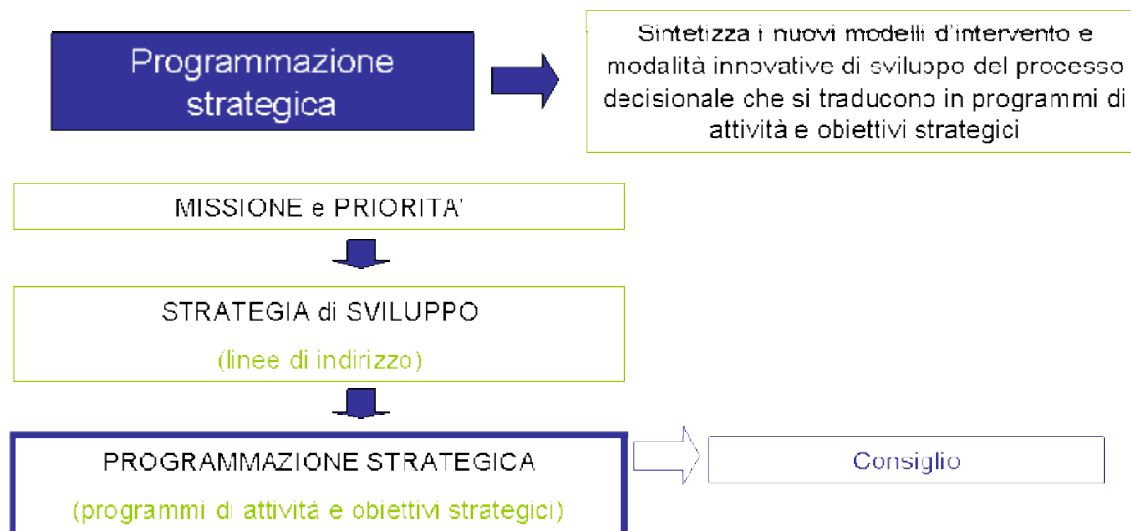 Programmazione
strategica
Sintetizza i nuovi modelli d'intervento e
modalità innovative di sviluppo del processo
decisionale che si traducono in programmi di
attività e obiettivi strategici
MISSIONE e PRIORITA'
STRATEGIA di SVILUPPO
(linee di indirizzo)
PROGRAMMAZIONE STRATEGICA
(programmi di attività e obiettivi strategici)
Consiglio